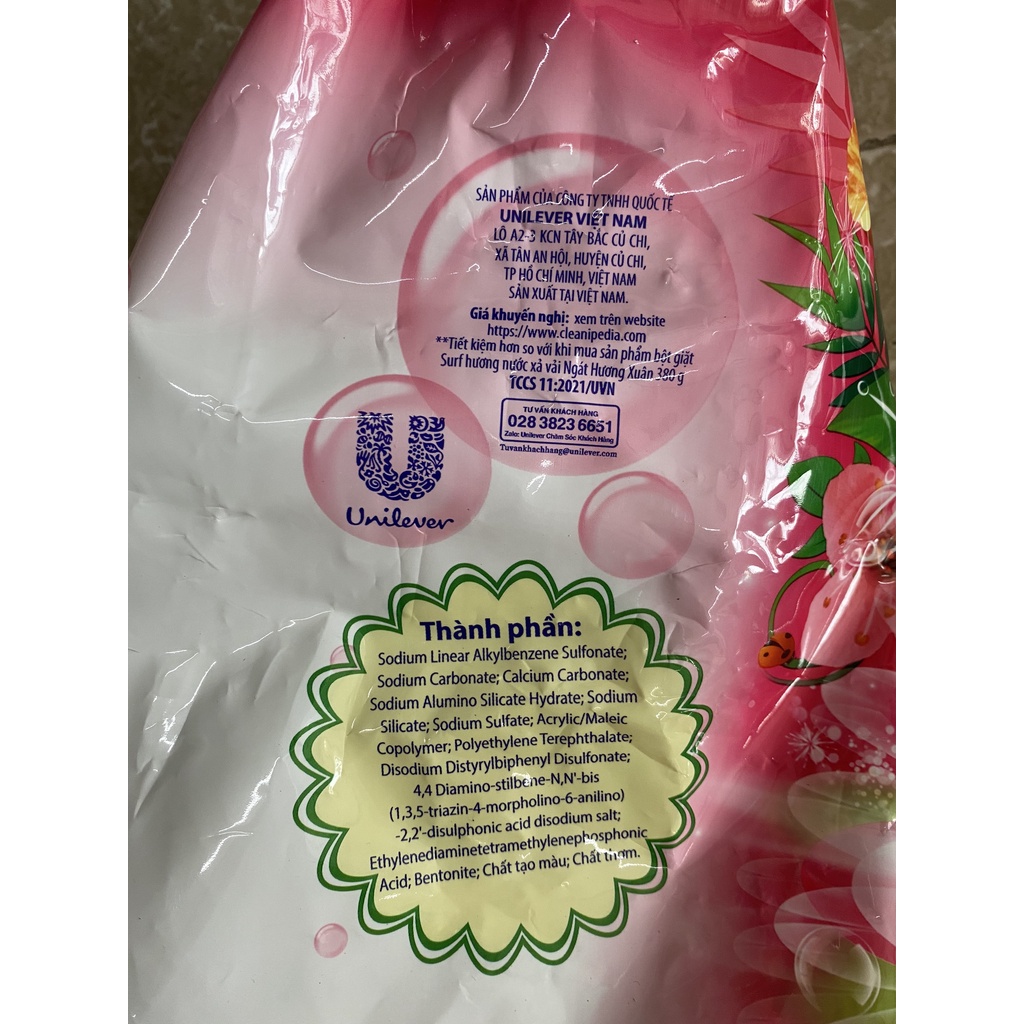 SẢN PHẨM CỦA CÔNG TY TNHH QUỐC TẾ
UNILEVER VIỆT NAM
LÔ A2-3 KCN TÂY BẮC CỦ CHI,
XÃ TÂN AN HỘI, HUYỆN CỦ CHI,
TP HỒ CHÍ MINH, VIỆT NAM
SẢN XUẤT TẠI VIỆT NAM.
Giá khuyến nghị: xem trên website
https://www.cleanipedia.com
**Tiết kiệm hơn so với khi mua sản phẩm bột giặt
Surf hương nước xả vải Ngát Hương Xuân 380 g
TCCS 11:2021/UVN
TƯ VẤN KHÁCH HÀNG
028 3823 6651
Zalo: Unilever Chăm Sóc Khách Hàng
Tuvankhachhang@unilever.com
Unilever
Thành phần:
Sodium Linear Alkylbenzene Sulfonate;
Sodium Carbonate; Calcium Carbonate;
Sodium Alumino Silicate Hydrate; Sodium
Silicate; Sodium Sulfate; Acrylic/Maleic
Copolymer; Polyethylene Terephthalate;
Disodium Distyrylbiphenyl Disulfonate;
4,4 Diamino-stilbene-N,N'-bis
(1,3,5-triazin-4-morpholino-6-anilino)
-2,2'-disulphonic acid disodium salt;
Ethylenediaminetetramethylenephosphonic
Acid; Bentonite; Chất tạo màu; Chất thơm.